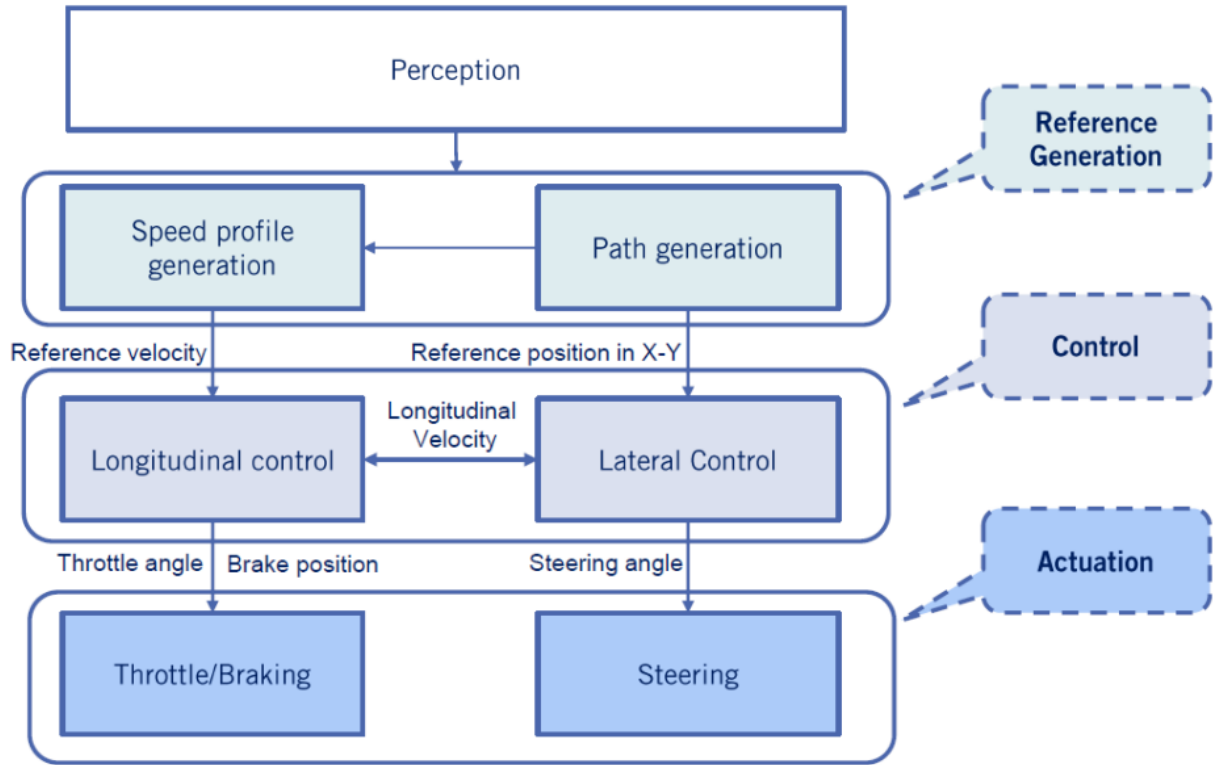 Perception
Reference
Generation
Speed profile
generation
Path generation
Reference velocity
Reference position in X-Y
Control
Longitudinal control
Longitudinal
Velocity
Lateral Control
Throttle angle
Brake position
Steering angle
Actuation
Throttle/Braking
Steering